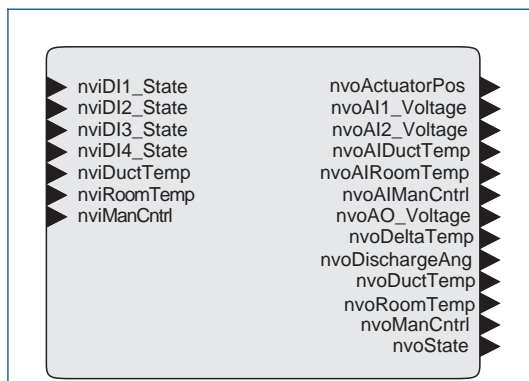 nviDI1_State nvoActuatorPos
nviDI2_State nvoAI1_Voltage
nviDI3_State nvoAI2_Voltage
nviDI4_State nvoAIDuctTemp
nviDuctTemp nvoAIRoomTemp
nviRoomTemp nvoAIManCntrl
nviManCntrl nvoAO_Voltage
nvoDeltaTemp
nvoDischargeAng
nvoDuctTemp
nvoRoomTemp
nvoManCntrl
nvoState